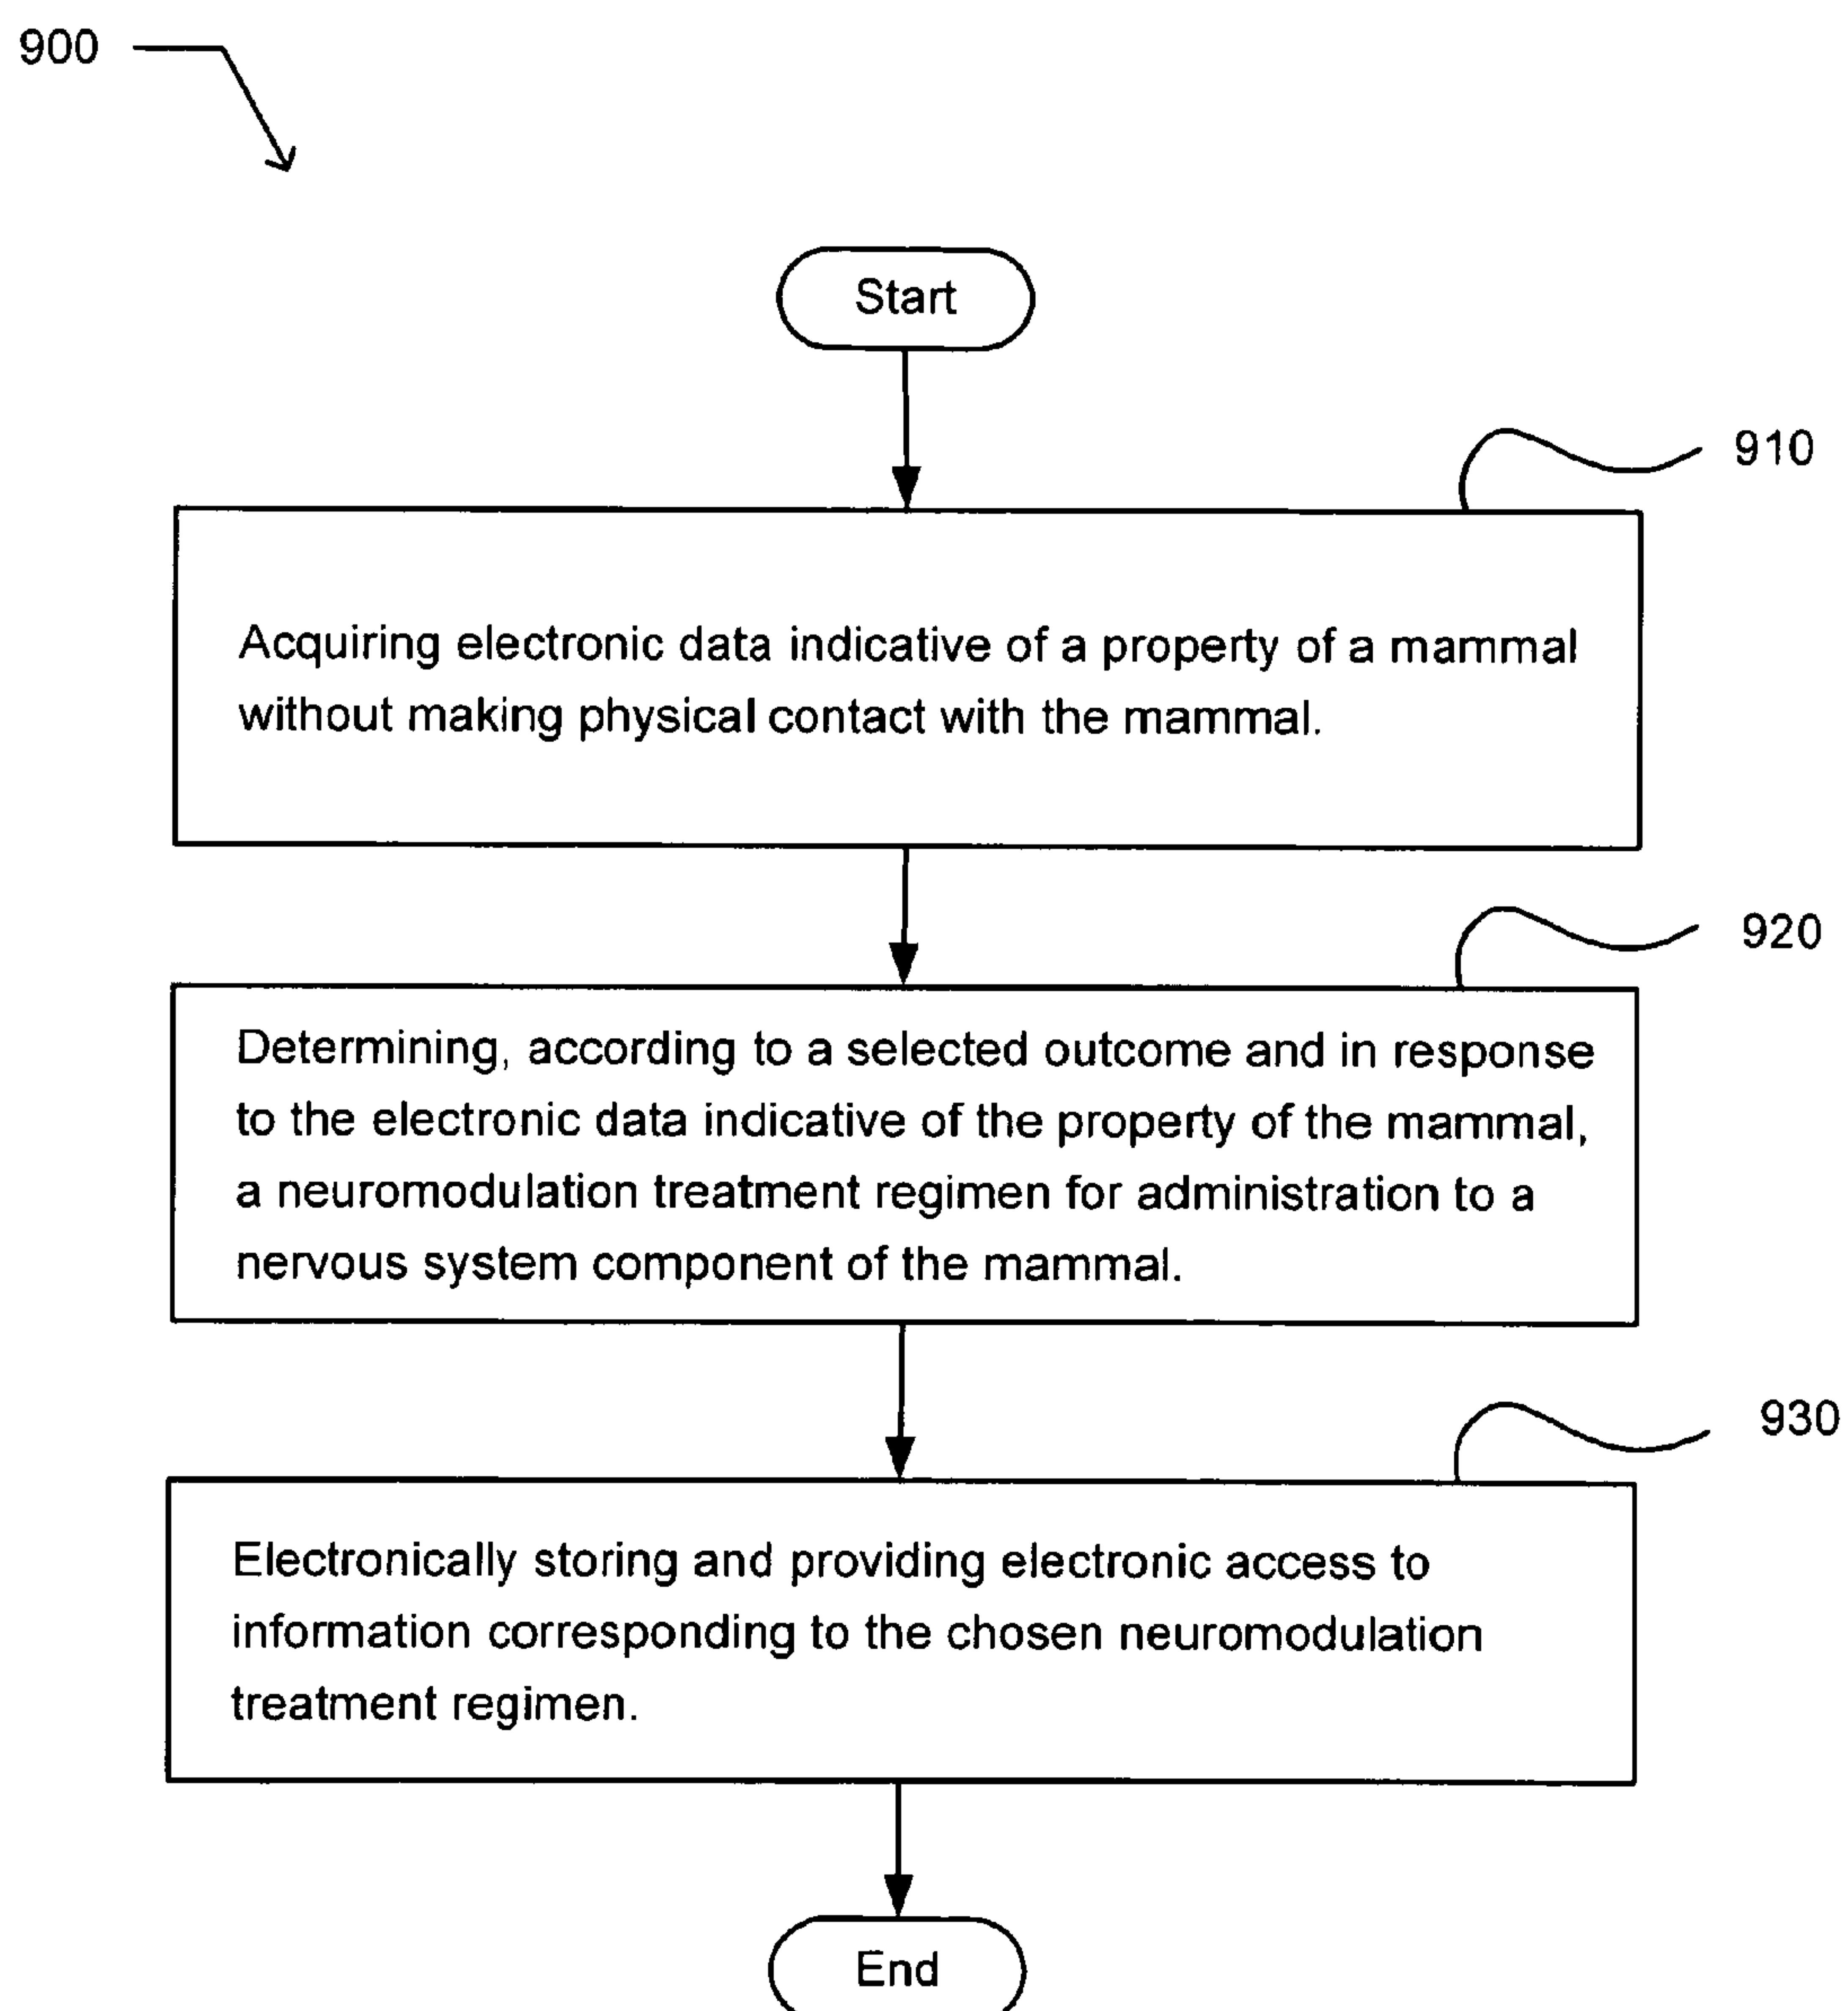 900
Start
910
Acquiring electronic data indicative of a property of a mammal
without making physical contact with the mammal.
920
Determining, according to a selected outcome and in response
to the electronic data indicative of the property of the mammal,
a neuromodulation treatment regimen for administration to a
nervous system component of the mammal.
930
Electronically storing and providing electronic access to
information corresponding to the chosen neuromodulation
treatment regimen.
End